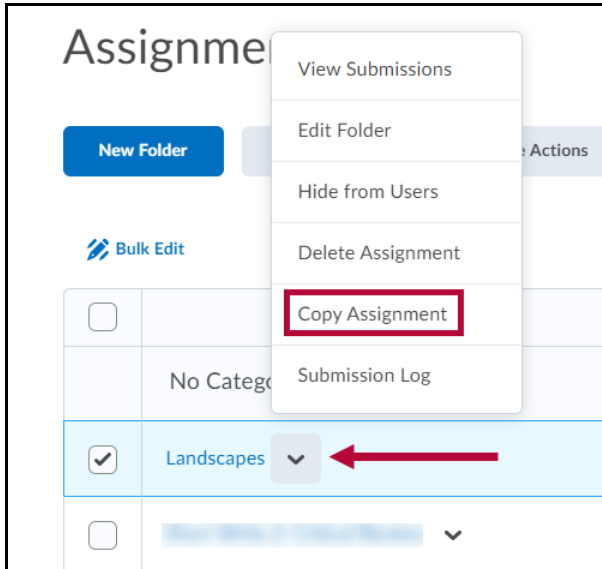 Assignme
View Submissions
Edit Folder
New Folder
Actions
Hide from Users
Bulk Edit
Delete Assignment
Copy Assignment
No Catego
Submission Log
Landscapes